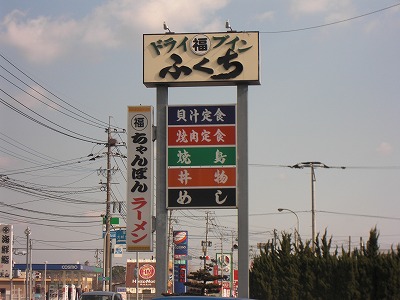 ドライ福ブイン
ふくち
貝汁定食
焼肉定食
焼鳥
丼物
めし
福ちゃんぽんラーメン
COSMO